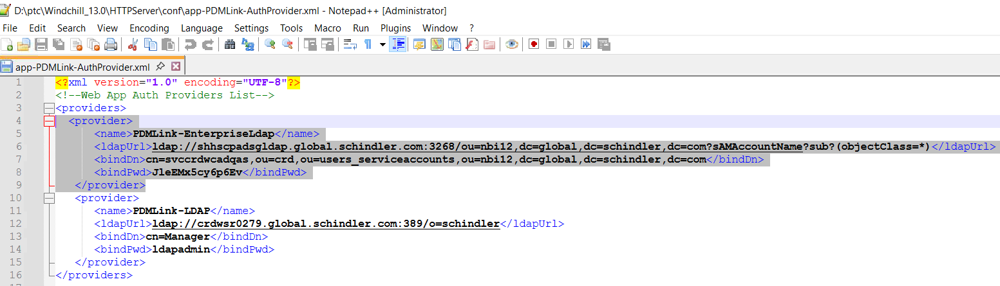 D:\ptc\Windchill_13.0\HTTPServer\conf\app-PDMLink-AuthProvider.xml - Notepad++ [Administrator]
File Edit Search View Encoding Language Settings Tools Macro Run Plugins Window ?
app-PDMLink-AuthProvider.xml
1 <?xml version="1.0" encoding="UTF-8"?>
2 <!--Web App Auth Providers List-->
3 <providers>
4 <provider>
5 <name>PDMLink-EnterpriseLdap</name>
6 <ldapUrl>ldap://shhscpadsgldap.global.schindler.com:3268/ou=nbi12,dc=global,dc=schindler,dc=com?sAMAccountName?sub?(objectClass=*)</ldapUrl>
7 <bindDn>cn=svccrdwcadqas,ou=crd,ou=users_serviceaccounts,ou=nbi12,dc=global,dc=schindler,dc=com</bindDn>
8 <bindPwd>JleEMx5cy6p6Ev</bindPwd>
9 </provider>
10 <provider>
11 <name>PDMLink-LDAP</name>
12 <ldapUrl>ldap://crdwsr0279.global.schindler.com:389/o=schindler</ldapUrl>
13 <bindDn>cn=Manager</bindDn>
14 <bindPwd>ldapadmin</bindPwd>
15 </provider>
16 </providers>